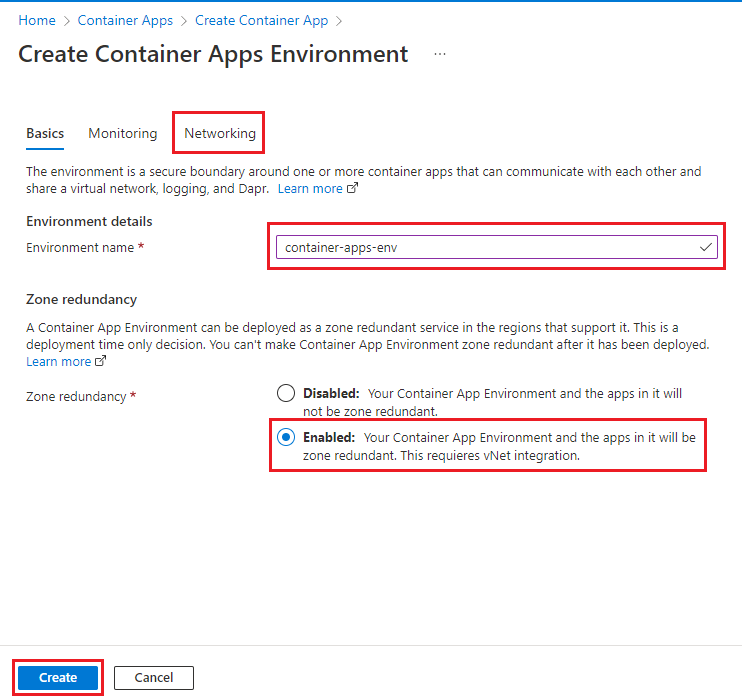 Home > Container Apps > Create Container App >
Create Container Apps Environment ...
Basics Monitoring Networking
The environment is a secure boundary around one or more container apps that can communicate with each other and
share a virtual network, logging, and Dapr. Learn more
Environment details
Environment name * container-apps-env
Zone redundancy
A Container App Environment can be deployed as a zone redundant service in the regions that support it. This is a
deployment time only decision. You can't make Container App Environment zone redundant after it has been deployed.
Learn more
Zone redundancy * Disabled: Your Container App Environment and the apps in it will
not be zone redundant.
Enabled: Your Container App Environment and the apps in it will be
zone redundant. This requieres vNet integration.
Create Cancel